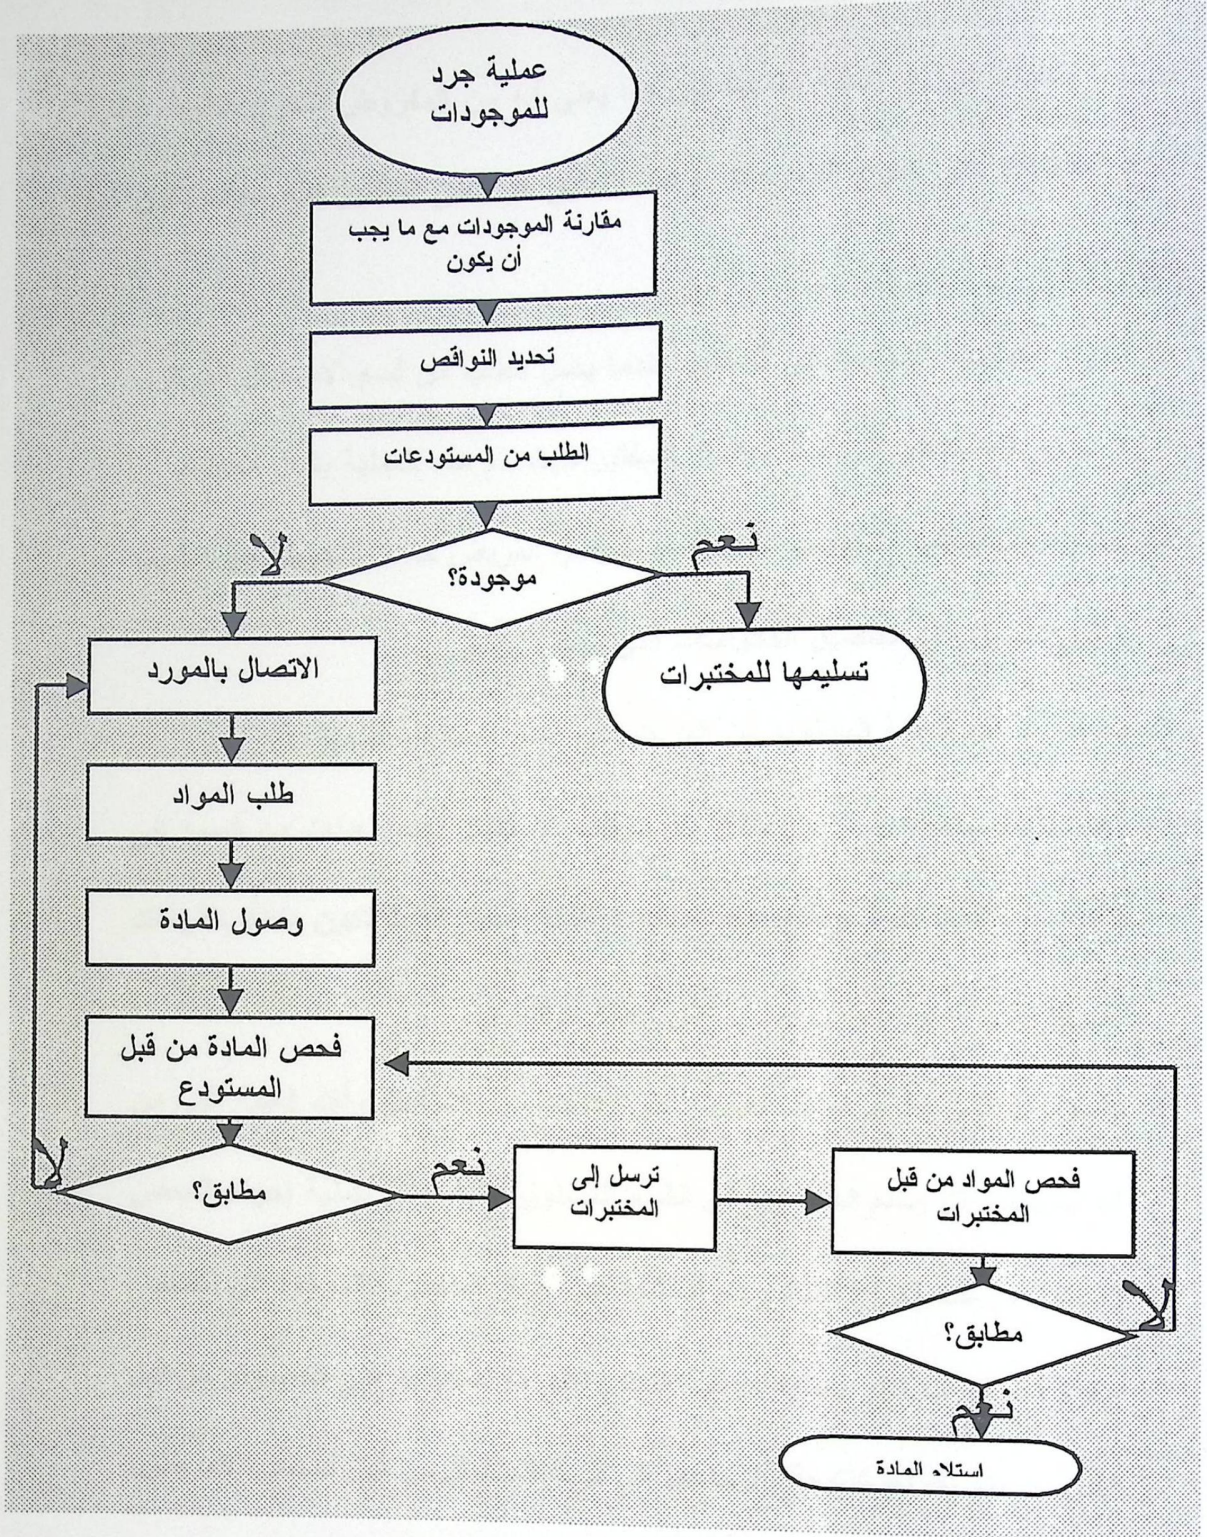 عملية جرد
للموجودات
مقارنة الموجودات مع ما يجب
أن يكون
تحديد النواقص
الطلب من المستودعات
موجودة؟
نعم
لا
تسليمها للمختبرات
الاتصال بالمورد
طلب المواد
وصول المادة
فحص المادة من قبل
المستودع
مطابق؟
لا
نعم
ترسل إلى
المختبرات
فحص المواد من قبل
المختبرات
مطابق؟
لا
نعم
استلام المادة